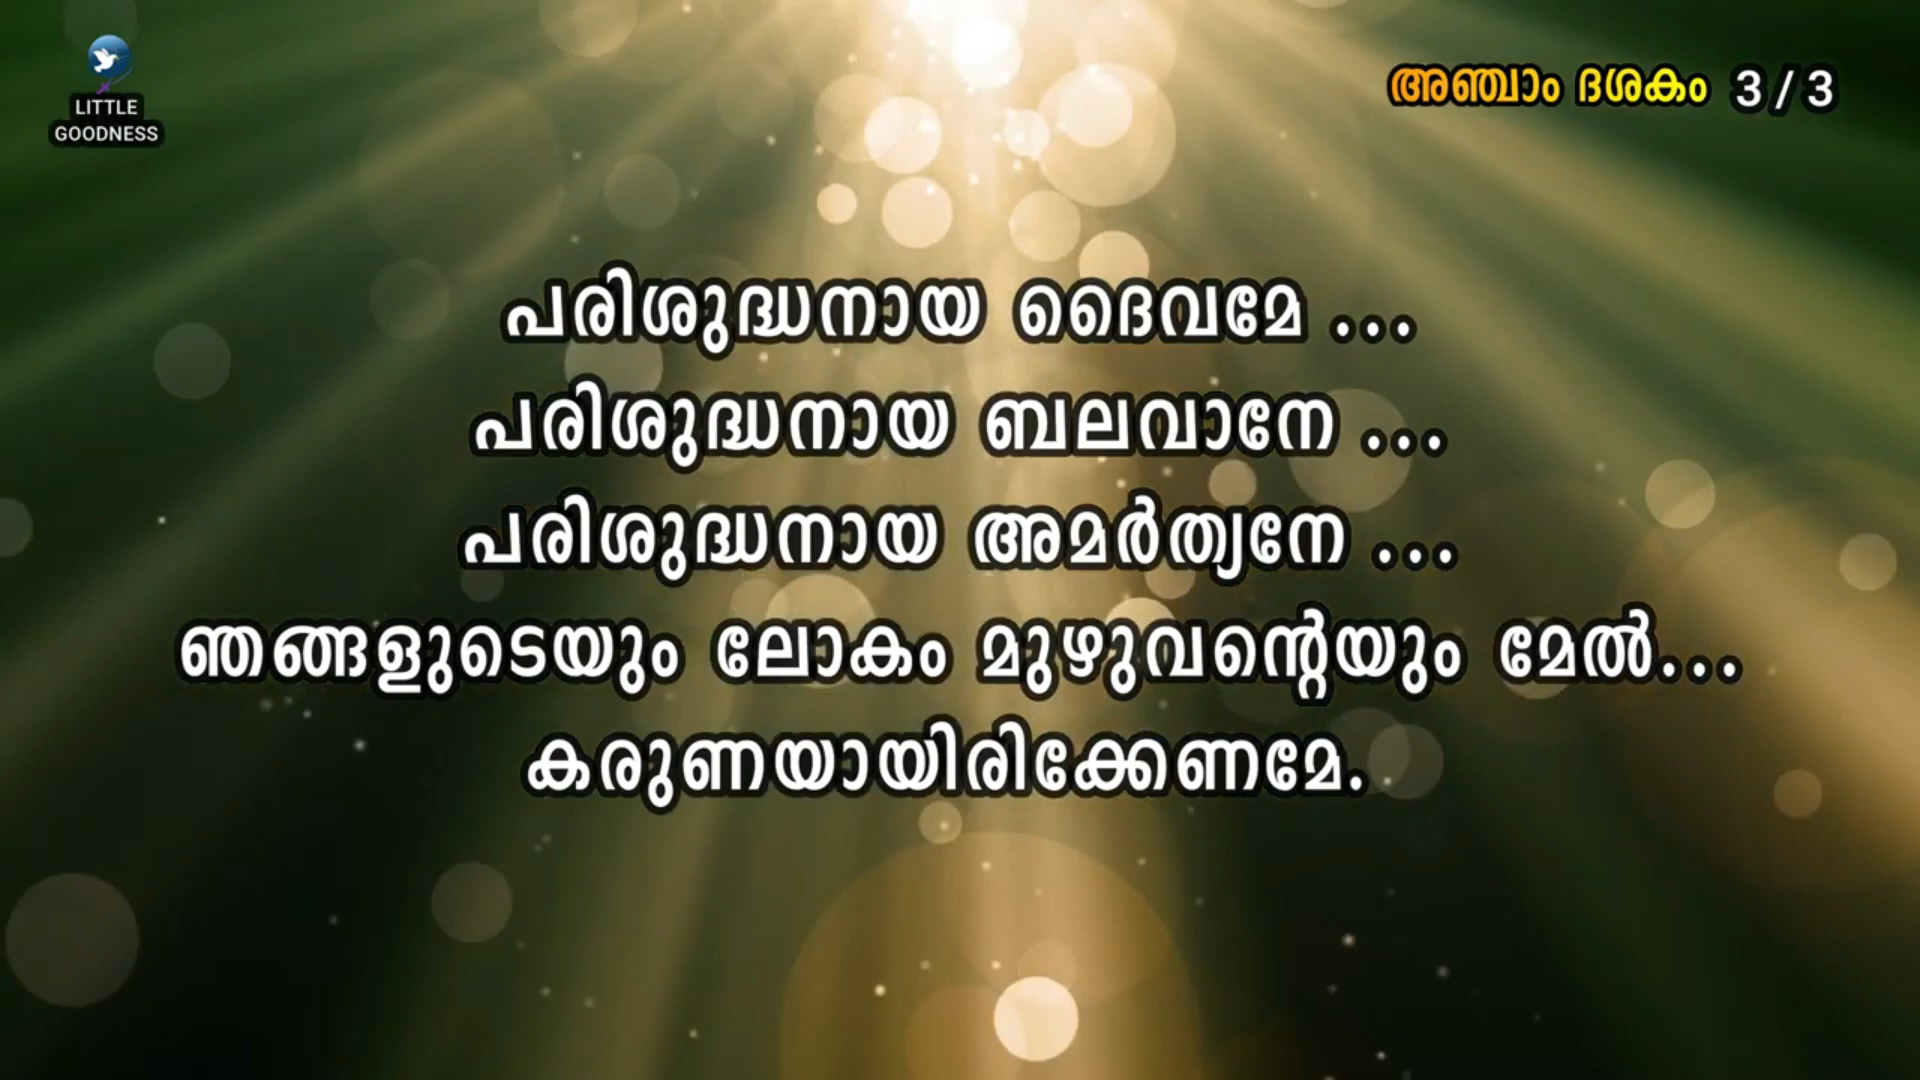 LITTLE
GOODNESS
അഞ്ചാം ദശകം 3/3
പരിശുദ്ധനായ ദൈവമേ ...
പരിശുദ്ധനായ ബലവാനേ ...
പരിശുദ്ധനായ അമർത്യനേ ...
ഞങ്ങളുടെയും ലോകം മുഴുവന്റെയും മേൽ...
കരുണയായിരിക്കേണമേ.